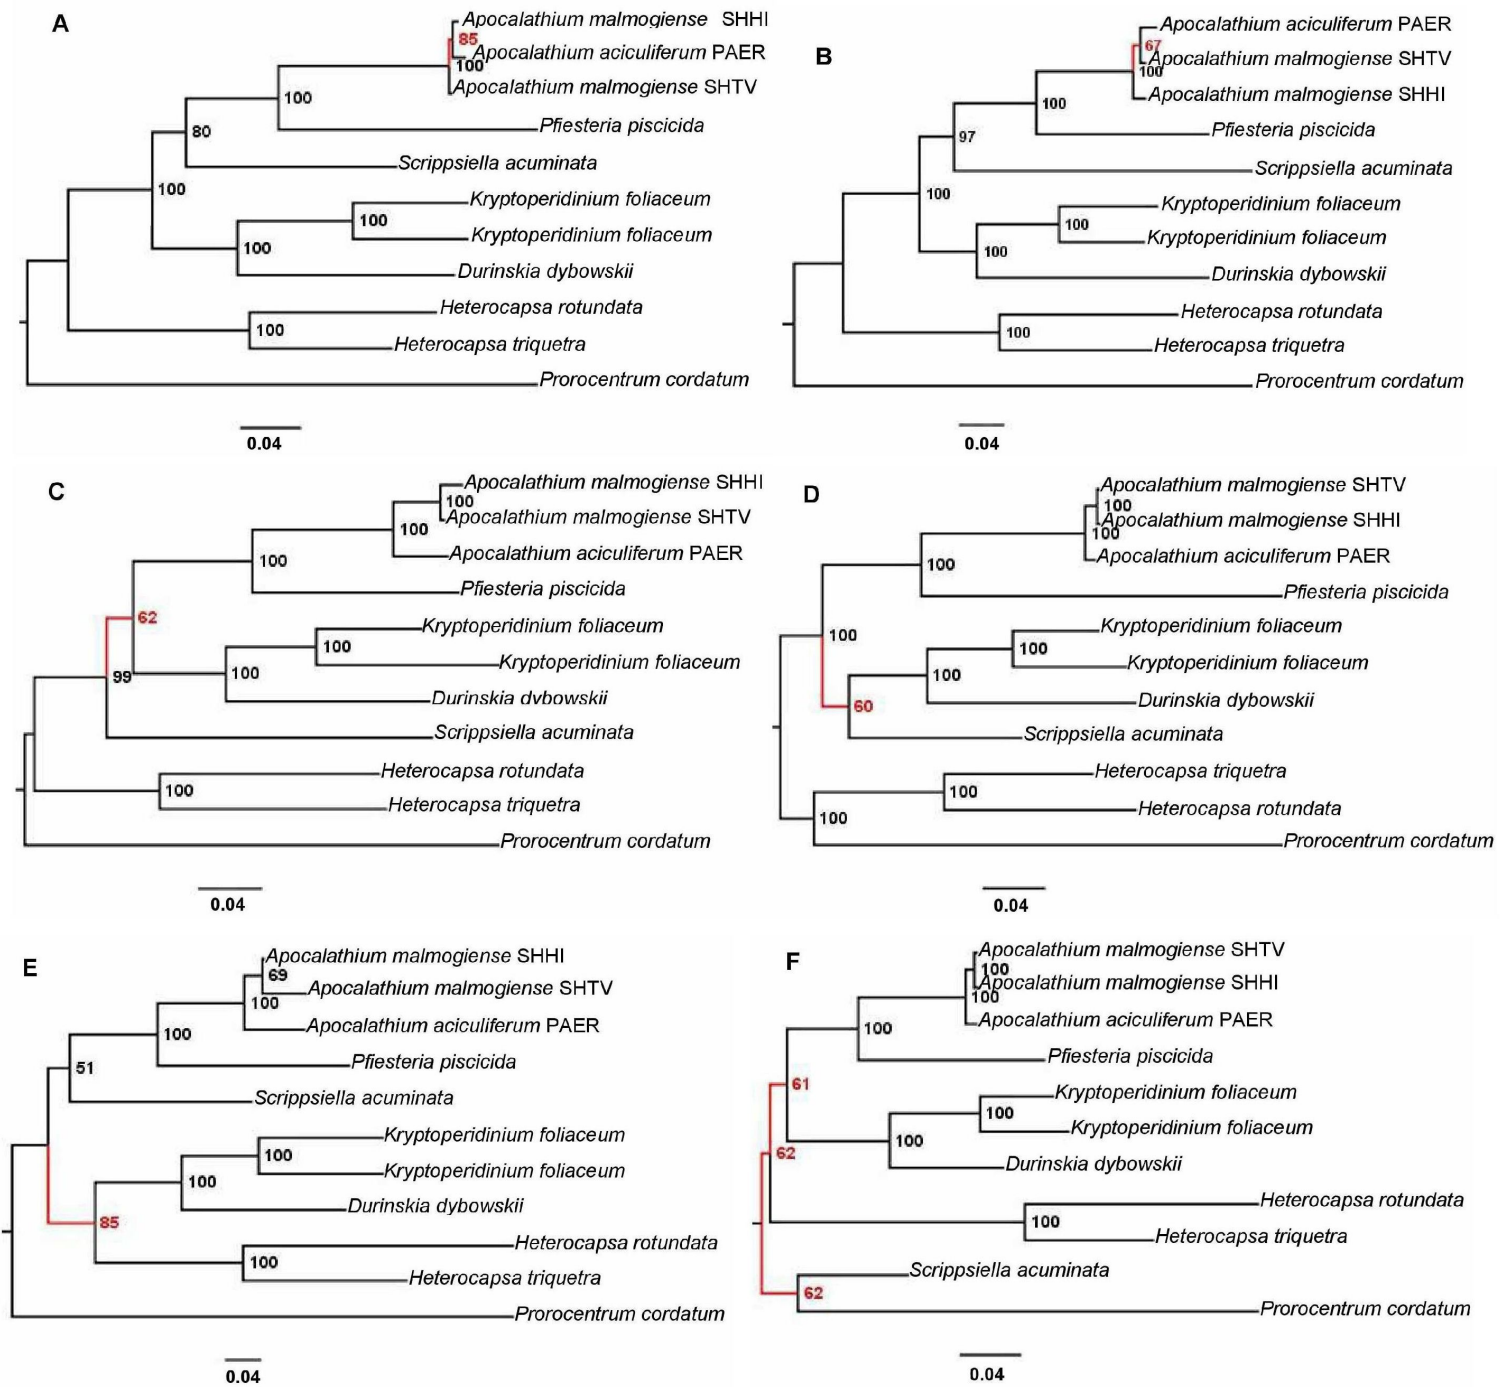 A
Apocalathium malmogiense SHHI
85
Apocalathium aciculiferum PAER
100
Apocalathium malmogiense SHTV
100
Pfiesteria piscicida
80
Scrippsiella acuminata
100
Kryptoperidinium foliaceum
100
Kryptoperidinium foliaceum
100
Durinskia dybowskii
Heterocapsa rotundata
100
Heterocapsa triquetra
Prorocentrum cordatum
0.04
B
Apocalathium aciculiferum PAER
67
Apocalathium malmogiense SHTV
100
Apocalathium malmogiense SHHI
100
Pfiesteria piscicida
97
Scrippsiella acuminata
100
Kryptoperidinium foliaceum
100
Kryptoperidinium foliaceum
100
Durinskia dybowskii
Heterocapsa rotundata
100
Heterocapsa triquetra
Prorocentrum cordatum
0.04
C
Apocalathium malmogiense SHHI
100
Apocalathium malmogiense SHTV
100
Apocalathium aciculiferum PAER
100
Pfiesteria piscicida
62
Kryptoperidinium foliaceum
100
Kryptoperidinium foliaceum
100
99
Durinskia dybowskii
Scrippsiella acuminata
Heterocapsa rotundata
100
Heterocapsa triquetra
Prorocentrum cordatum
0.04
D
Apocalathium malmogiense SHTV
100
Apocalathium malmogiense SHHI
100
Apocalathium aciculiferum PAER
100
Pfiesteria piscicida
Kryptoperidinium foliaceum
100
100
Kryptoperidinium foliaceum
100
Durinskia dybowskii
60
Scrippsiella acuminata
Heterocapsa triquetra
100
Heterocapsa rotundata
100
Prorocentrum cordatum
0.04
E
Apocalathium malmogiense SHHI
69
Apocalathium malmogiense SHTV
100
Apocalathium aciculiferum PAER
100
Pfiesteria piscicida
51
Scrippsiella acuminata
Kryptoperidinium foliaceum
100
Kryptoperidinium foliaceum
100
Durinskia dybowskii
85
Heterocapsa rotundata
100
Heterocapsa triquetra
Prorocentrum cordatum
0.04
F
Apocalathium malmogiense SHTV
100
Apocalathium malmogiense SHHI
100
Apocalathium aciculiferum PAER
100
Pfiesteria piscicida
61
Kryptoperidinium foliaceum
100
Kryptoperidinium foliaceum
100
62
Durinskia dybowskii
Heterocapsa rotundata
100
Heterocapsa triquetra
Scrippsiella acuminata
62
Prorocentrum cordatum
0.04